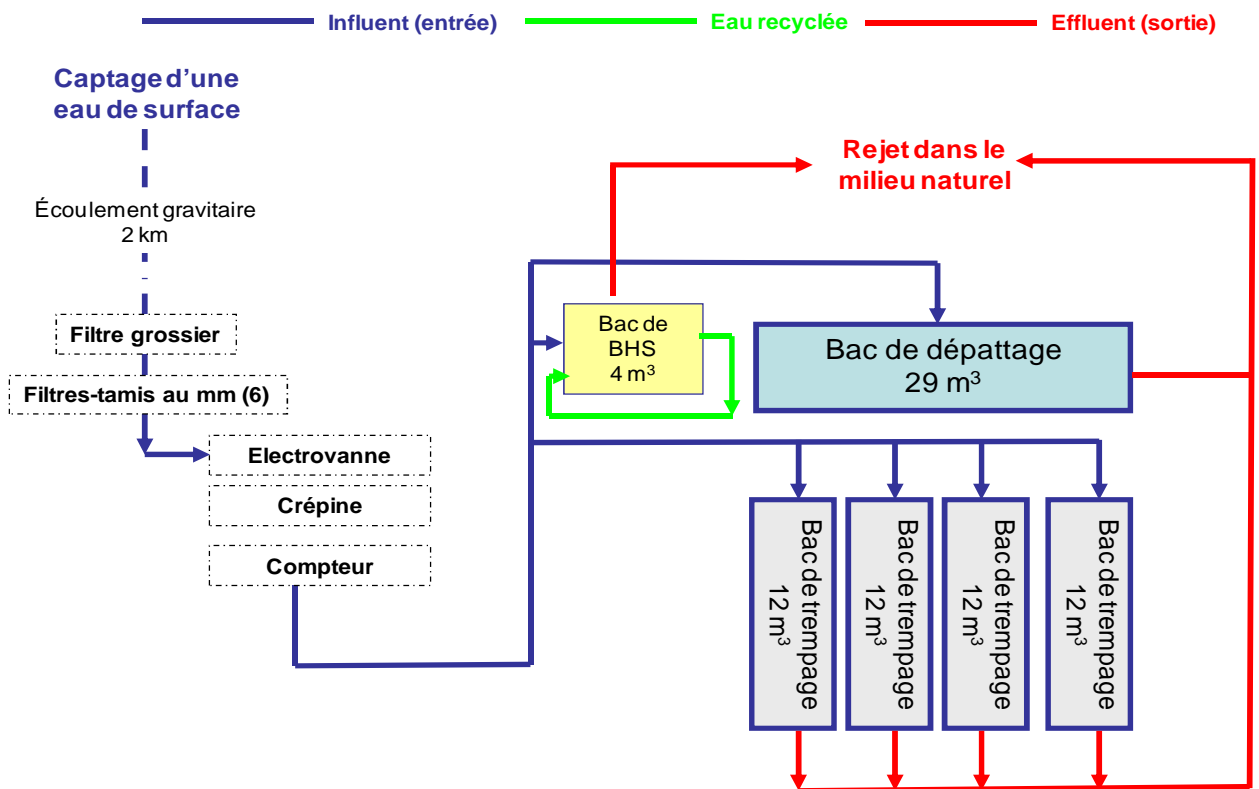 Influent (entrée)
Eau recyclée
Effluent (sortie)
Captage d'une
eau de surface
Écoulement gravitaire
2 km
Filtre grossier
Filtres-tamis au mm (6)
Electrovanne
Crépine
Compteur
Rejet dans le
milieu naturel
Bac de
BHS
4 m³
Bac de dépattage
29 m³
Bac de trempage
12 m³
Bac de trempage
12 m³
Bac de trempage
12 m³
Bac de trempage
12 m³